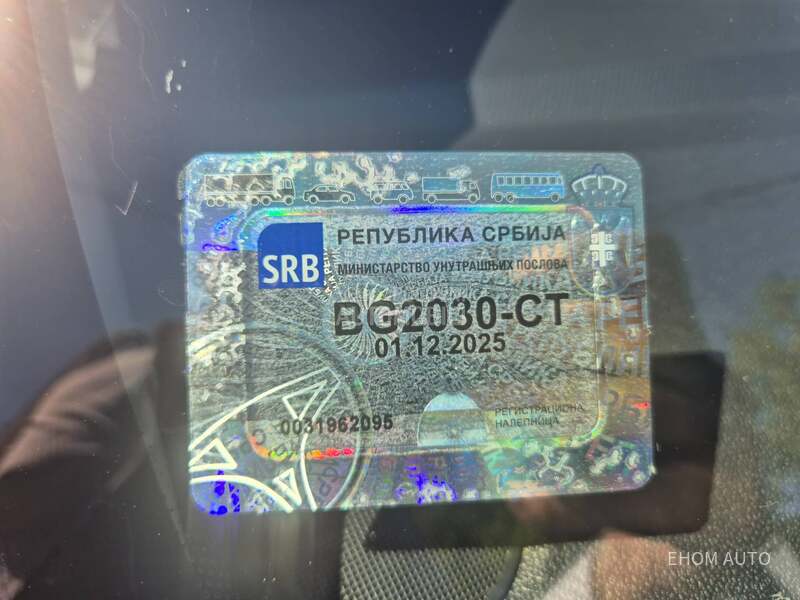 РЕПУБЛИКА СРБИЈА
SRB
МИНИСТАРСТВО УНУТРАШЊИХ ПОСЛОВА
BG2030-CT
01.12.2025
0031962095
РЕГИСТРАЦИОНА
НАЛЕПНИЦА
EHOM AUTO